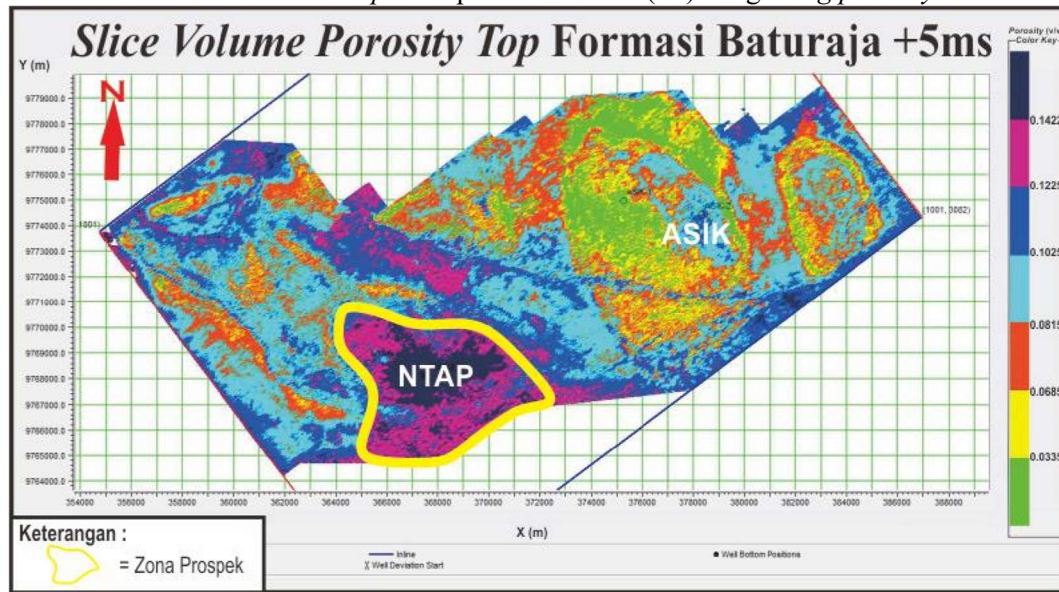 Slice Volume Porosity Top Formasi Baturaja +5ms
Porosity (v/v
Color Key
Y (m)
N
9779000.0
9778000.0
9777000.0
9776000.0
9775000.0
9774000.0
9773000.0
9772000.0
9771000.0
9770000.0
9769000.0
9768000.0
9767000.0
9766000.0
9765000.0
9764000.0
1001)
(1001, 3082)
ASIK
NTAP
0.1422
0.1225
0.1025
0.0815
0.0685
0.0335
354000 358000 360000 362000 364000 366000 368000 370000 372000 374000 376000 378000 380000 382000 384000 386000 388000
X (m)
Keterangan :
= Zona Prospek
Inline
Well Deviation Start
Well Bottom Positions